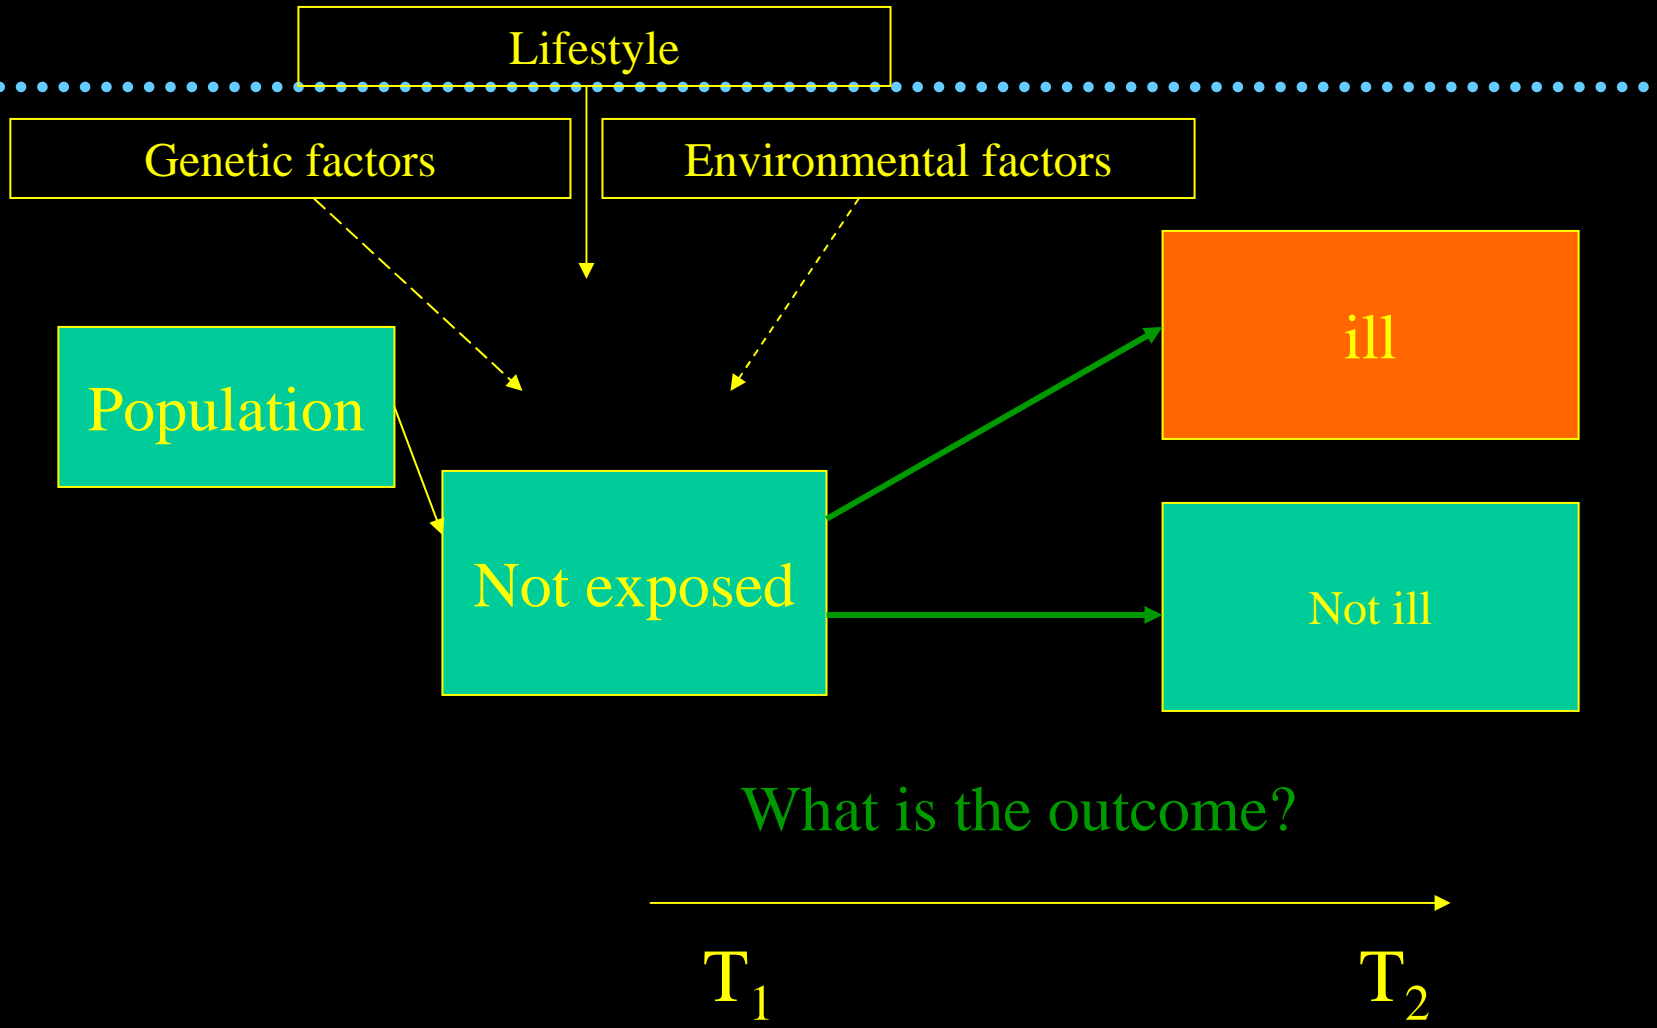 Lifestyle
Genetic factors
Environmental factors
ill
Population
Not exposed
Not ill
What is the outcome?
T1
T2